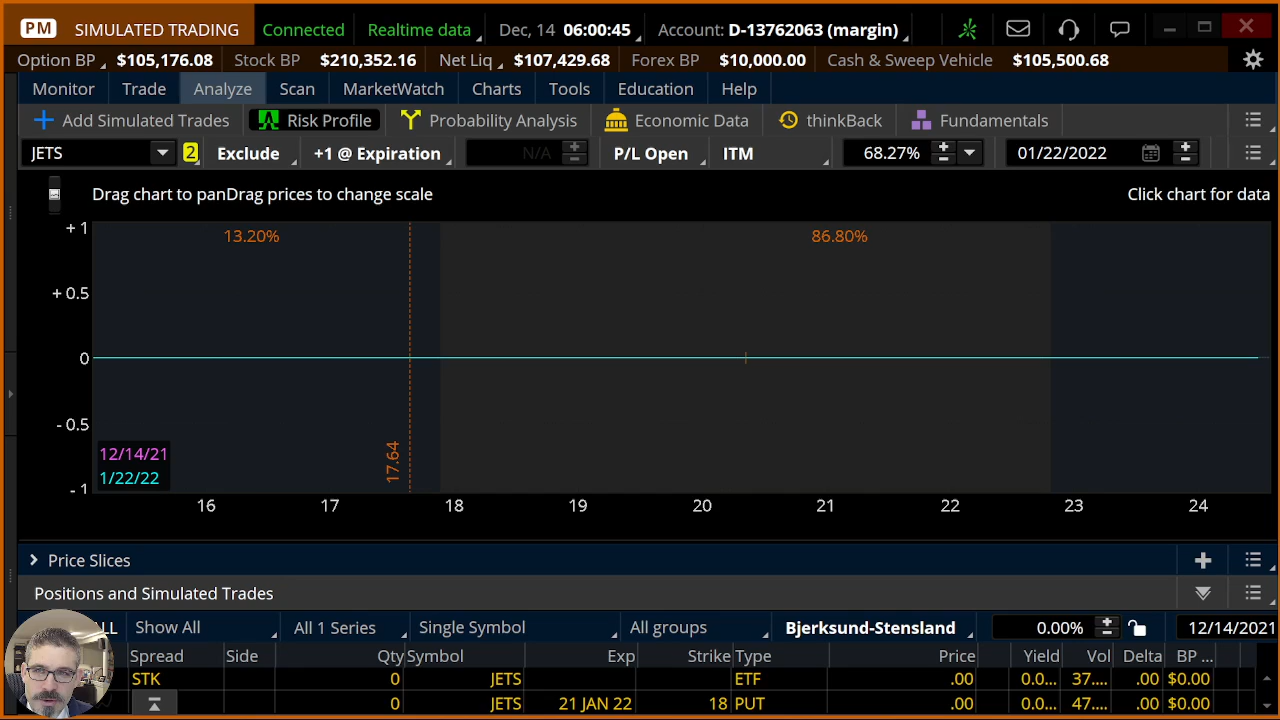 PM SIMULATED TRADING Connected Realtime data Dec, 14 06:00:45 Account: D-13762063 (margin)
Option BP $105,176.08 Stock BP $210,352.16 Net Liq $107,429.68 Forex BP $10,000.00 Cash & Sweep Vehicle $105,500.68
Monitor Trade Analyze Scan MarketWatch Charts Tools Education Help
Add Simulated Trades Risk Profile Probability Analysis Economic Data thinkBack Fundamentals
JETS 2 Exclude +1 @ Expiration N/A P/L Open ITM 68.27% 01/22/2022
Drag chart to panDrag prices to change scale Click chart for data
+ 1
13.20% 86.80%
+ 0.5
0
- 0.5
17.64
12/14/21
1/22/22
- 1
16 17 18 19 20 21 22 23 24
Price Slices
Positions and Simulated Trades
Show All All 1 Series Single Symbol All groups Bjerksund-Stensland 0.00% 12/14/2021
Spread Side Qty Symbol Exp Strike Type Price Yield Vol Delta BP ...
STK 0 JETS ETF .00 0.0... 37.... .00 $0.00
0 JETS 21 JAN 22 18 PUT .00 0.0... 47.... .00 $0.00